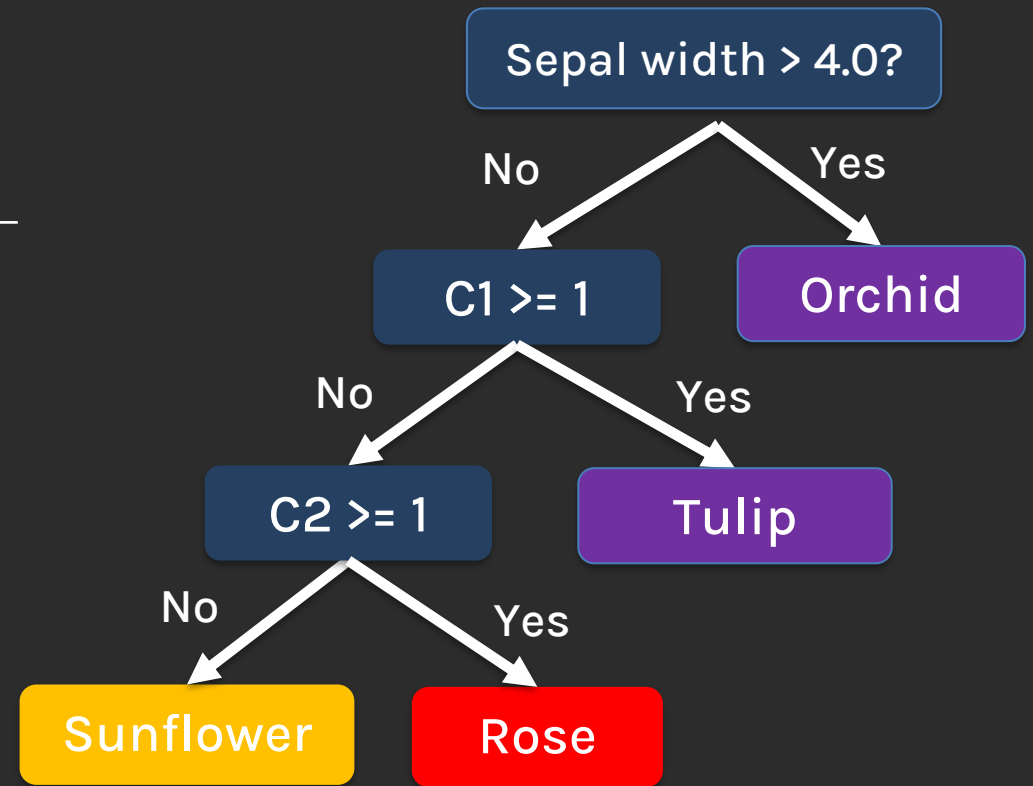 Sepal width > 4.0?
No
Yes
C1 >= 1
Orchid
No
Yes
C2 >= 1
Tulip
No
Yes
Sunflower
Rose